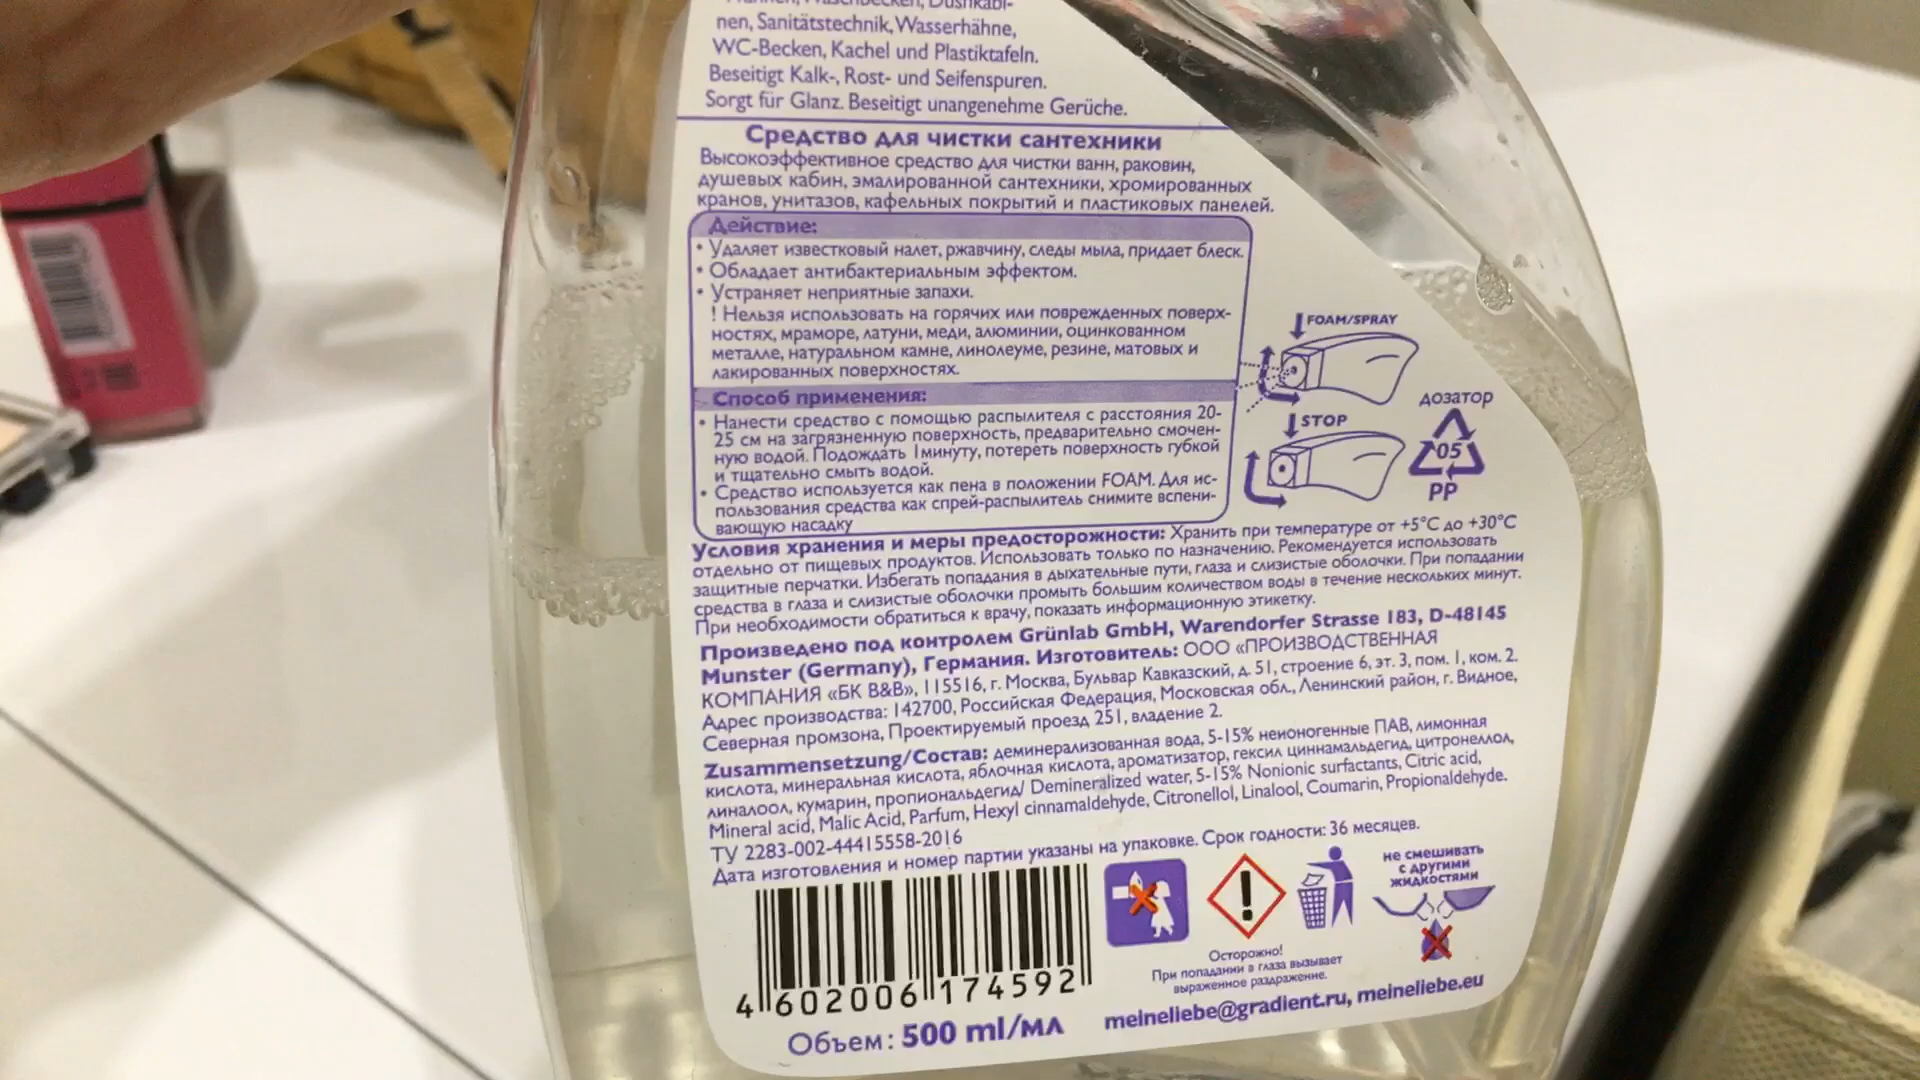 Wannen, Waschbecken, Duschkabi-
nen, Sanitätstechnik, Wasserhähne,
WC-Becken, Kachel und Plastiktafeln.
Beseitigt Kalk-, Rost- und Seifenspuren.
Sorgt für Glanz. Beseitigt unangenehme Gerüche.
Средство для чистки сантехники
Высокоэффективное средство для чистки ванн, раковин,
душевых кабин, эмалированной сантехники, хромированных
кранов, унитазов, кафельных покрытий и пластиковых панелей.
Действие:
• Удаляет известковый налет, ржавчину, следы мыла, придает блеск.
• Обладает антибактериальным эффектом.
• Устраняет неприятные запахи.
! Нельзя использовать на горячих или поврежденных поверх-
ностях, мраморе, латуни, меди, алюминии, оцинкованном
металле, натуральном камне, линолеуме, резине, матовых и
лакированных поверхностях.
Способ применения:
• Нанести средство с помощью распылителя с расстояния 20-
25 см на загрязненную поверхность, предварительно смочен-
ную водой. Подождать 1минуту, потереть поверхность губкой
и тщательно смыть водой.
• Средство используется как пена в положении FOAM. Для ис-
пользования средства как спрей-распылитель снимите вспени-
вающую насадку
FOAM/SPRAY
STOP
ДОЗАТОР
05
PP
Условия хранения и меры предосторожности: Хранить при температуре от +5°C до +30°C
отдельно от пищевых продуктов. Использовать только по назначению. Рекомендуется использовать
защитные перчатки. Избегать попадания в дыхательные пути, глаза и слизистые оболочки. При попадании
средства в глаза и слизистые оболочки промыть большим количеством воды в течение нескольких минут.
При необходимости обратиться к врачу, показать информационную этикетку.
Произведено под контролем Grünlab GmbH, Warendorfer Strasse 183, D-48145
Munster (Germany), Германия. Изготовитель: ООО «ПРОИЗВОДСТВЕННАЯ
КОМПАНИЯ «БК В&В», 115516, г. Москва, Бульвар Кавказский, д. 51, строение 6, эт. 3, пом. 1, ком. 2.
Адрес производства: 142700, Российская Федерация, Московская обл., Ленинский район, г. Видное,
Северная промзона, Проектируемый проезд 251, владение 2.
Zusammensetzung/Состав: деминерализованная вода, 5-15% неионогенные ПАВ, лимонная
кислота, минеральная кислота, яблочная кислота, ароматизатор, гексил циннамальдегид, цитронеллол,
линалоол, кумарин, пропиональдегид/ Demineralized water, 5-15% Nonionic surfactants, Citric acid,
Mineral acid, Malic Acid, Parfum, Hexyl cinnamaldehyde, Citronellol, Linalool, Coumarin, Propionaldehyde.
ТУ 2283-002-44415558-2016
Дата изготовления и номер партии указаны на упаковке. Срок годности: 36 месяцев.
не смешивать
с другими
жидкостями
Осторожно!
При попадании в глаза вызывает
выраженное раздражение.
4 602006 174592
Объем: 500 ml/мл
meineliebe@gradient.ru, meineliebe.eu